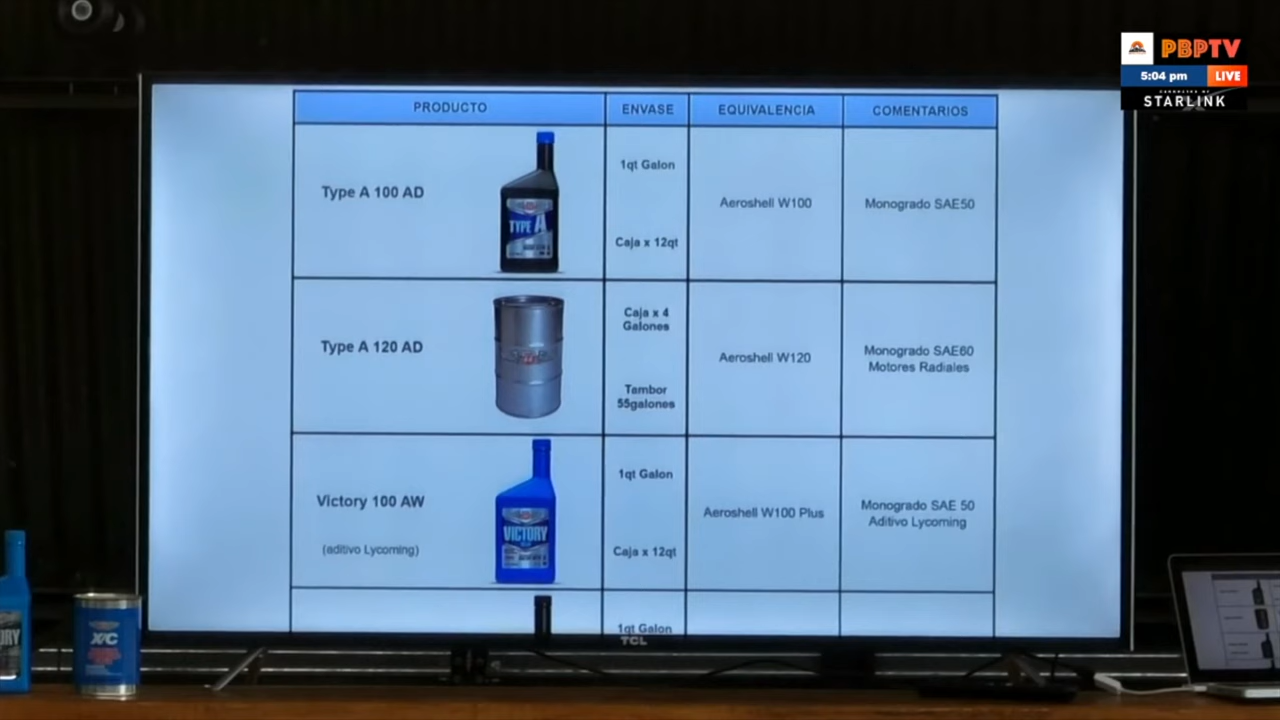 PBPTV
5:04 pm LIVE
STARLINK
PRODUCTO ENVASE EQUIVALENCIA COMENTARIOS
Type A 100 AD
TYPE A
1qt Galon
Caja x 12qt
Aeroshell W100
Monogrado SAE50
Type A 120 AD
Caja x 4
Galones
Tambor
55galones
Aeroshell W120
Monogrado SAE60
Motores Radiales
Victory 100 AW
(aditivo Lycoming)
VICTORY
1qt Galon
Caja x 12qt
Aeroshell W100 Plus
Monogrado SAE 50
Aditivo Lycoming
1qt Galon
TCL
ORY
X/C